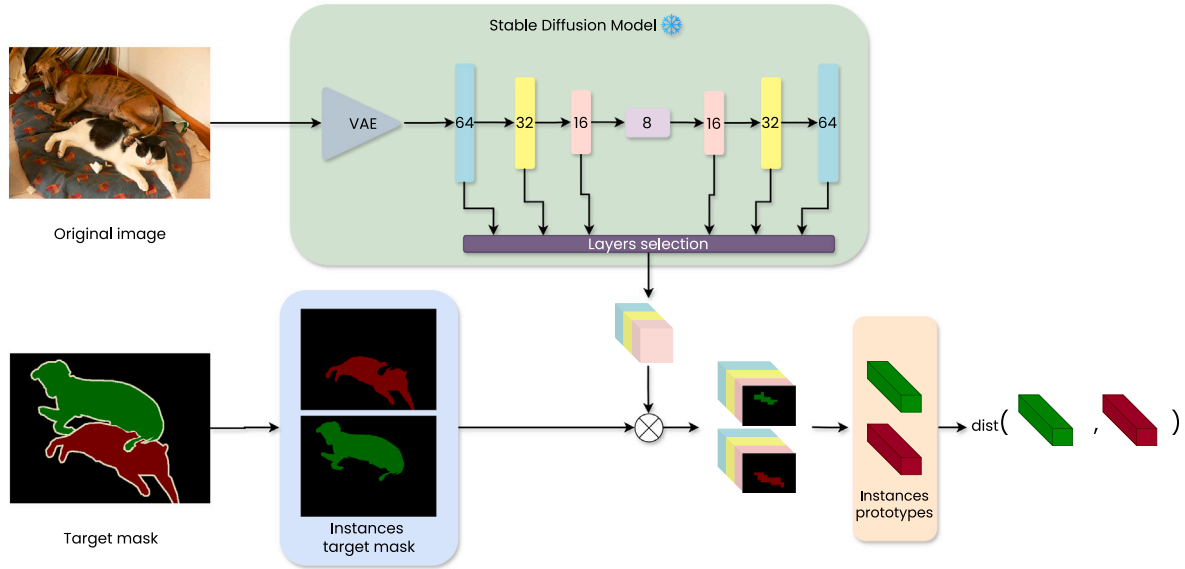 Stable Diffusion Model
VAE
64
32
16
8
16
32
64
Original image
Layers selection
Target mask
Instances
target mask
Instances
prototypes
dist( , )